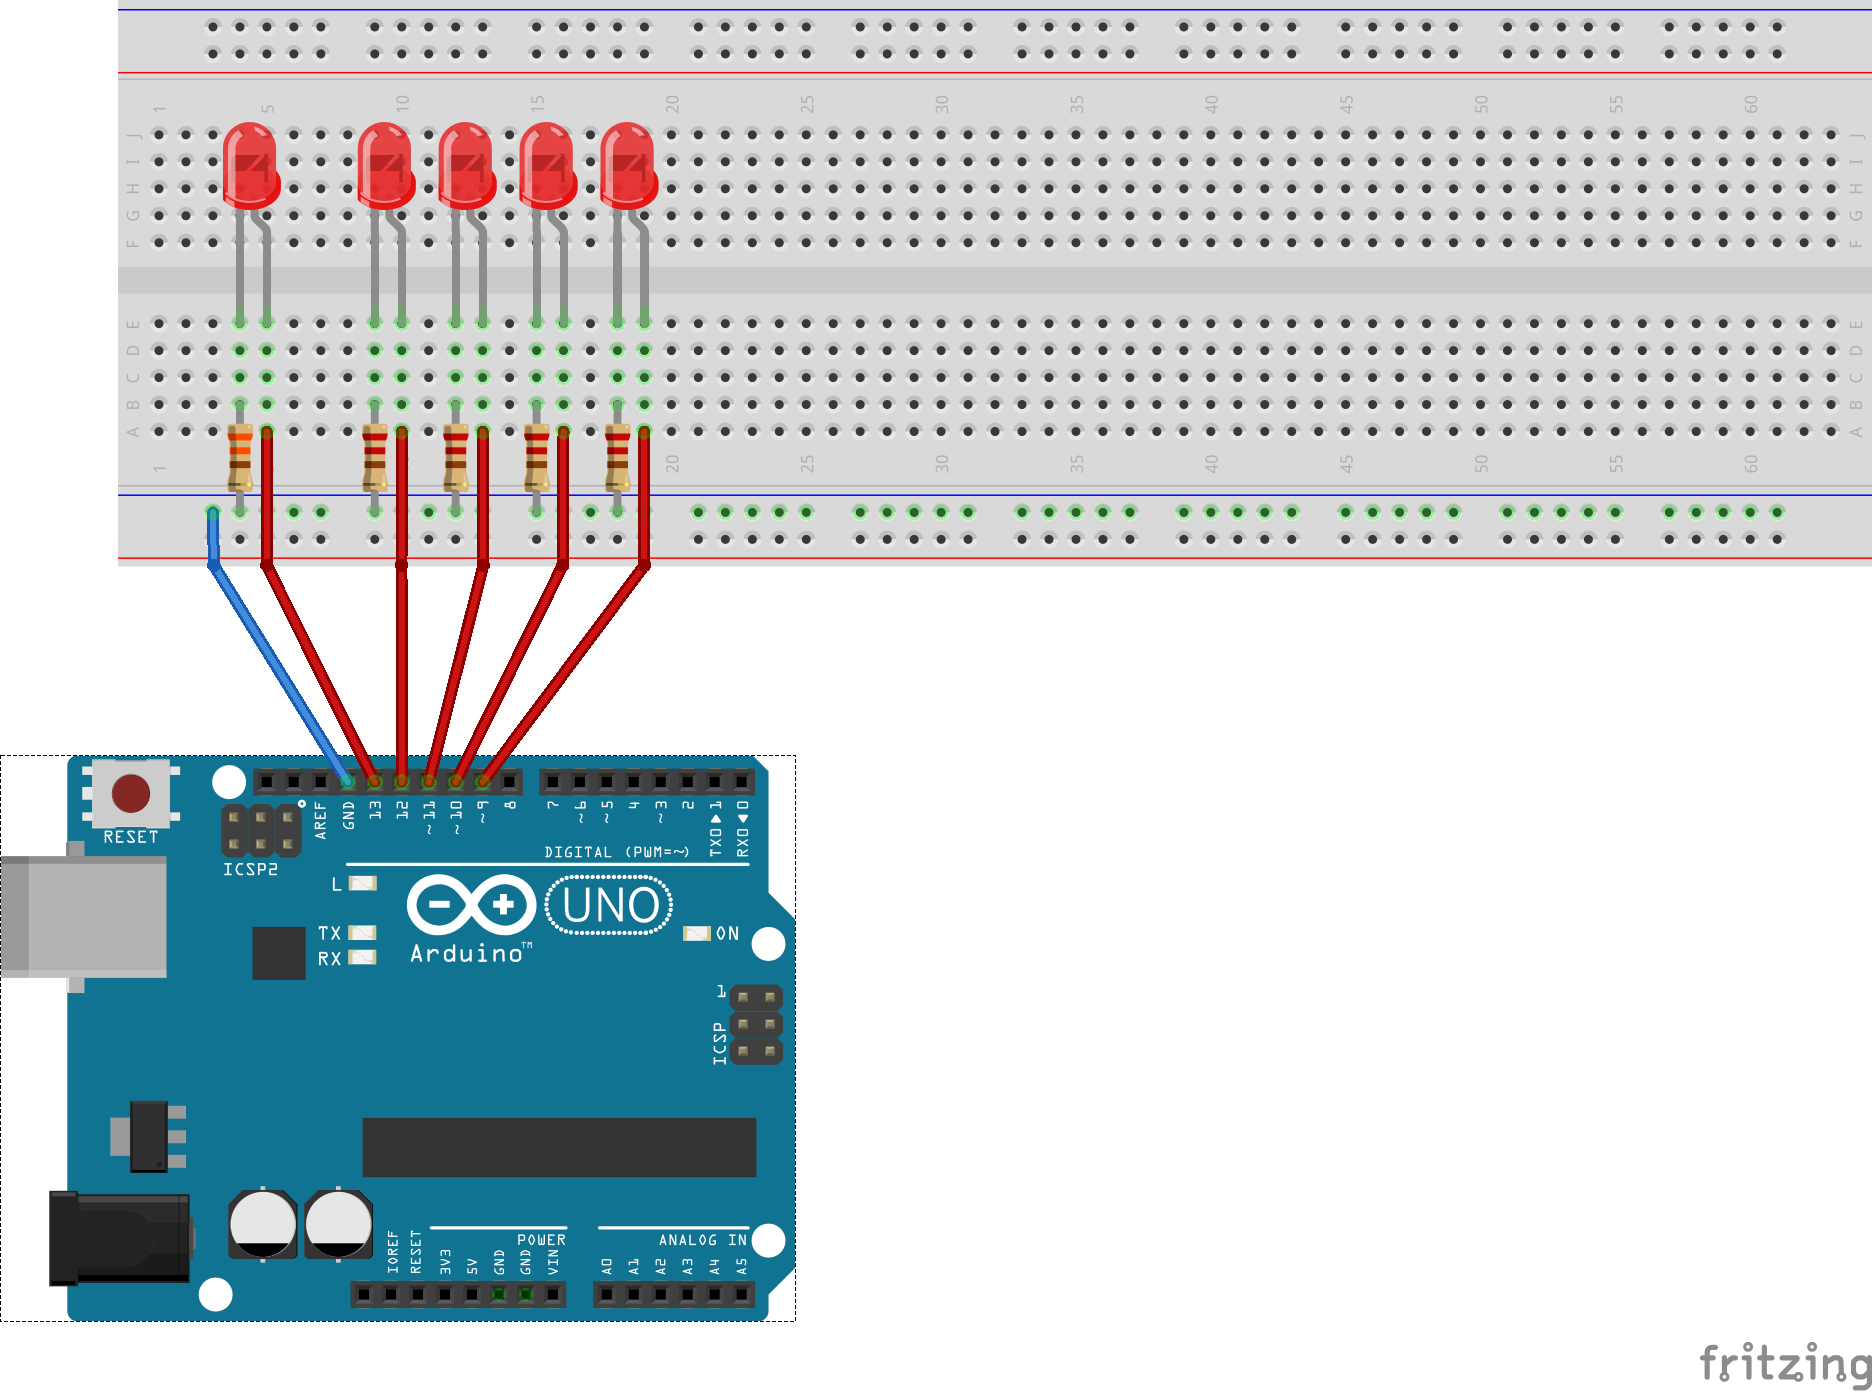 1 5 10 15 20 25 30 35 40 45 50 55 60
J J
I I
H H
G G
F F
E E
D D
C C
B B
A A
1 20 25 30 35 40 45 50 55 60
RESET
ICSP2
AREF
GND
13
12
~11
~10
~9
8
7
~6
~5
4
~3
2
TX0▶1
RX0◀0
DIGITAL (PWM=~)
L
TX
RX
UNO
Arduino™
ON
1
ICSP
POWER
ANALOG IN
IOREF
RESET
3V3
5V
GND
GND
VIN
A0
A1
A2
A3
A4
A5
fritzing